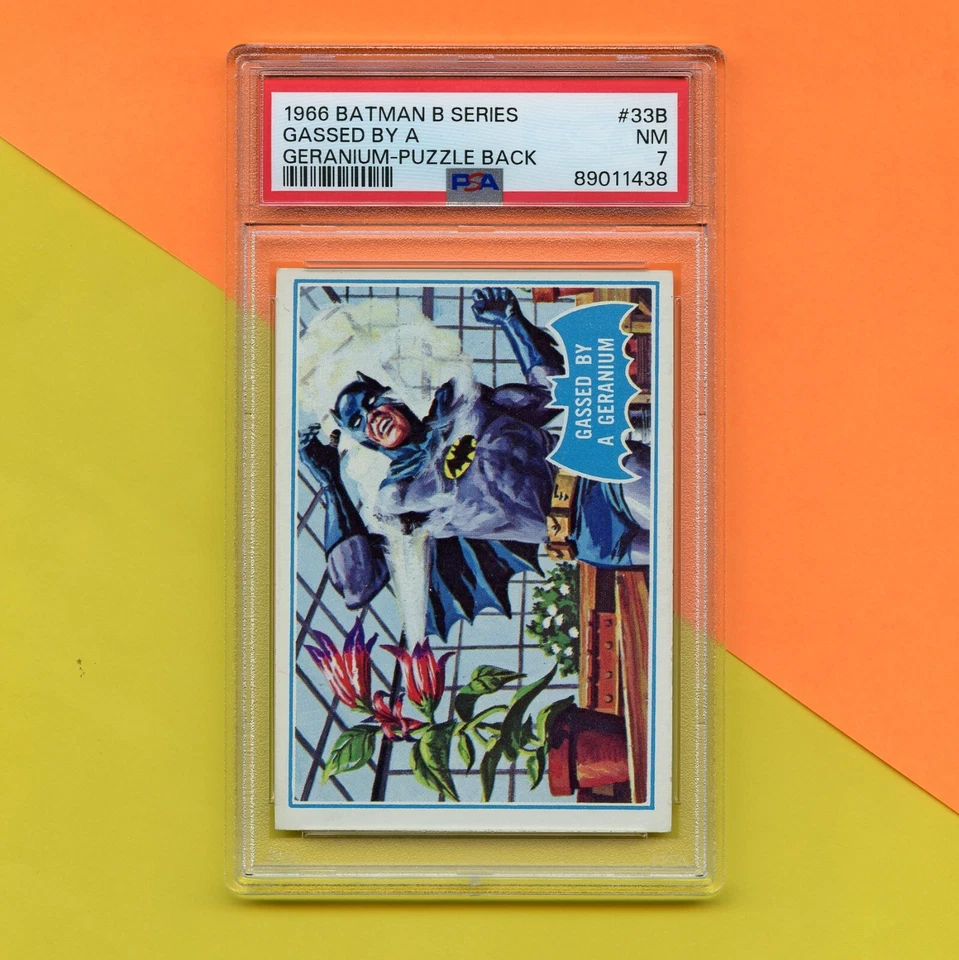 1966 BATMAN B SERIES #33B
GASSED BY A NM
GERANIUM-PUZZLE BACK 7
PSA 89011438
GASSED BY
A GERANIUM